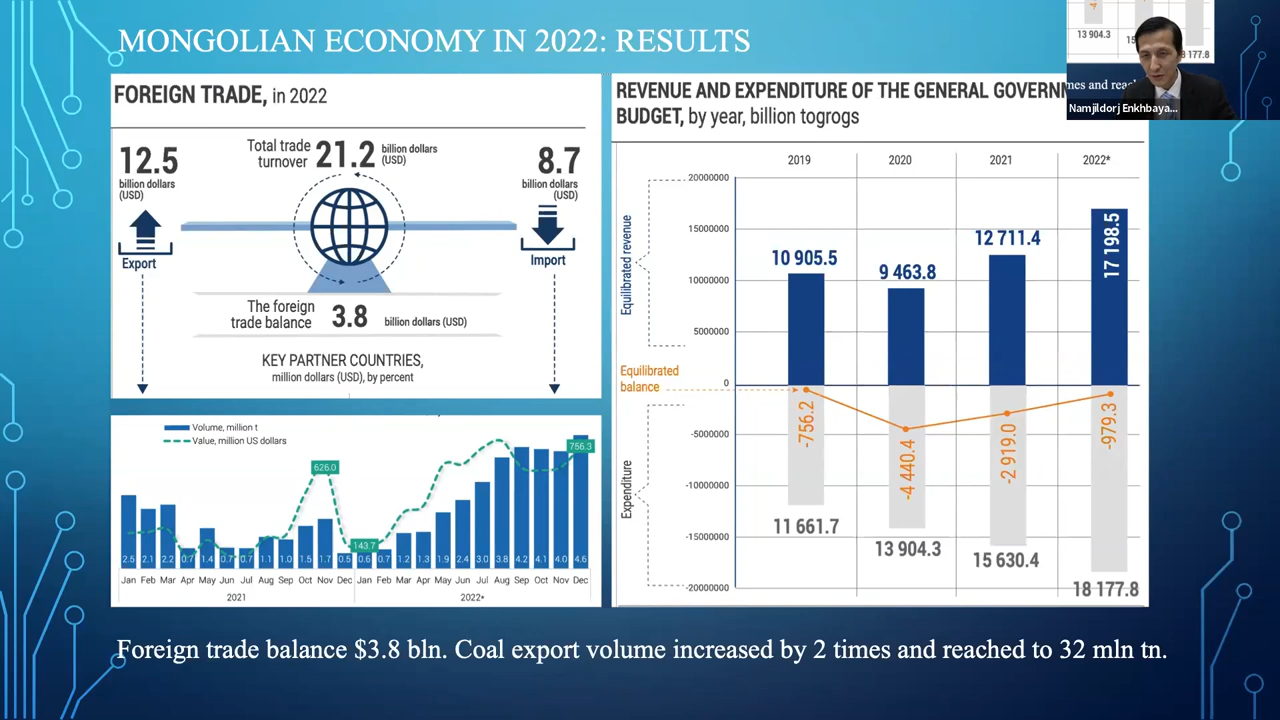 MONGOLIAN ECONOMY IN 2022: RESULTS
FOREIGN TRADE, in 2022
12.5
billion dollars
(USD)
Export
Total trade
turnover
21.2
billion dollars
(USD)
8.7
billion dollars
(USD)
Import
The foreign
trade balance
3.8
billion dollars (USD)
KEY PARTNER COUNTRIES,
million dollars (USD), by percent
Volume, million t
Value, million US dollars
626.0
143.7
756.3
2.5 2.1 2.2 0.7 1.4 0.7 0.7 1.1 1.0 1.5 1.7 0.5 0.6 0.7 1.2 1.3 1.9 2.4 3.0 3.8 4.2 4.1 4.0 4.6
Jan Feb Mar Apr May Jun Jul Aug Sep Oct Nov Dec Jan Feb Mar Apr May Jun Jul Aug Sep Oct Nov Dec
2021 2022*
REVENUE AND EXPENDITURE OF THE GENERAL GOVERN
BUDGET, by year, billion togrogs
2019 2020 2021 2022*
20000000
15000000
10000000
5000000
0
-5000000
-10000000
-15000000
-20000000
Equilibrated revenue
Equilibrated
balance
Expenditure
10 905.5
9 463.8
12 711.4
17 198.5
-756.2
-4 440.4
-2 919.0
-979.3
11 661.7
13 904.3
15 630.4
18 177.8
13 904.3
177.8
and reac
Namjildorj Enkhbaya...
Foreign trade balance $3.8 bln. Coal export volume increased by 2 times and reached to 32 mln tn.